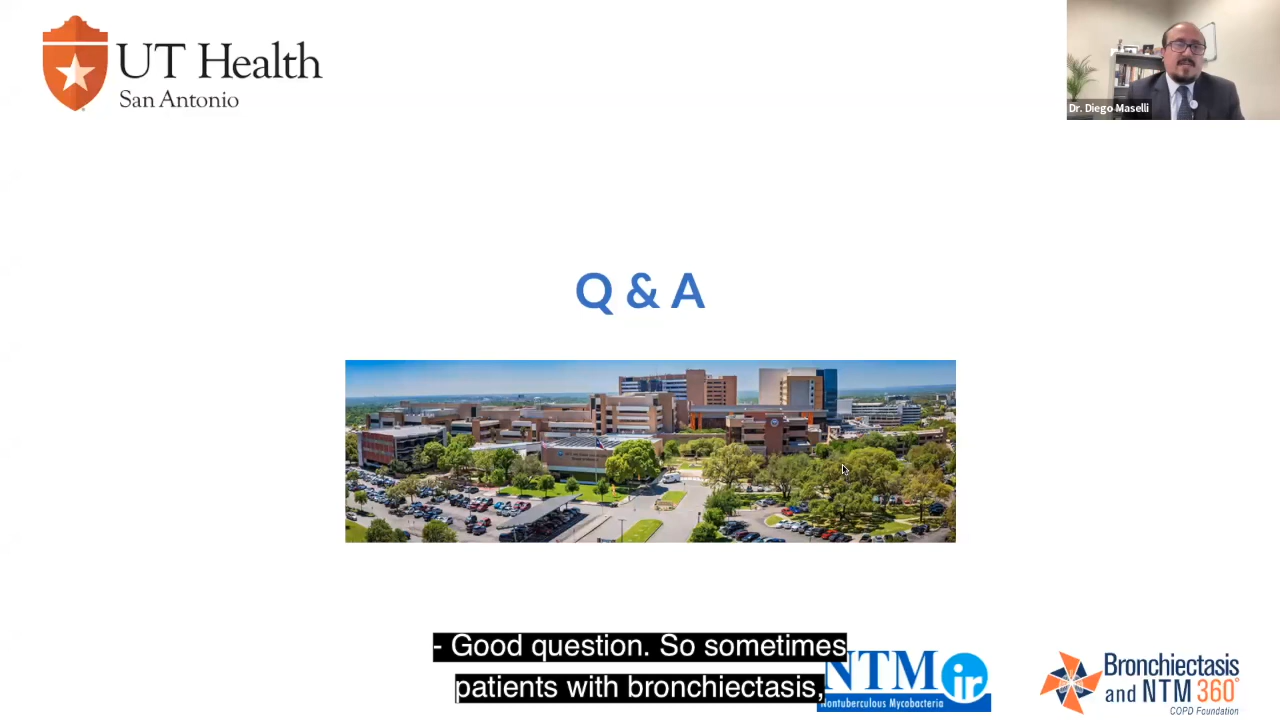 UT Health
San Antonio
Dr. Diego Maselli
Q & A
- Good question. So sometimes
patients with bronchiectasis,
NTM ir
Nontuberculous Mycobacteria
Bronchiectasis
and NTM 360°
COPD Foundation